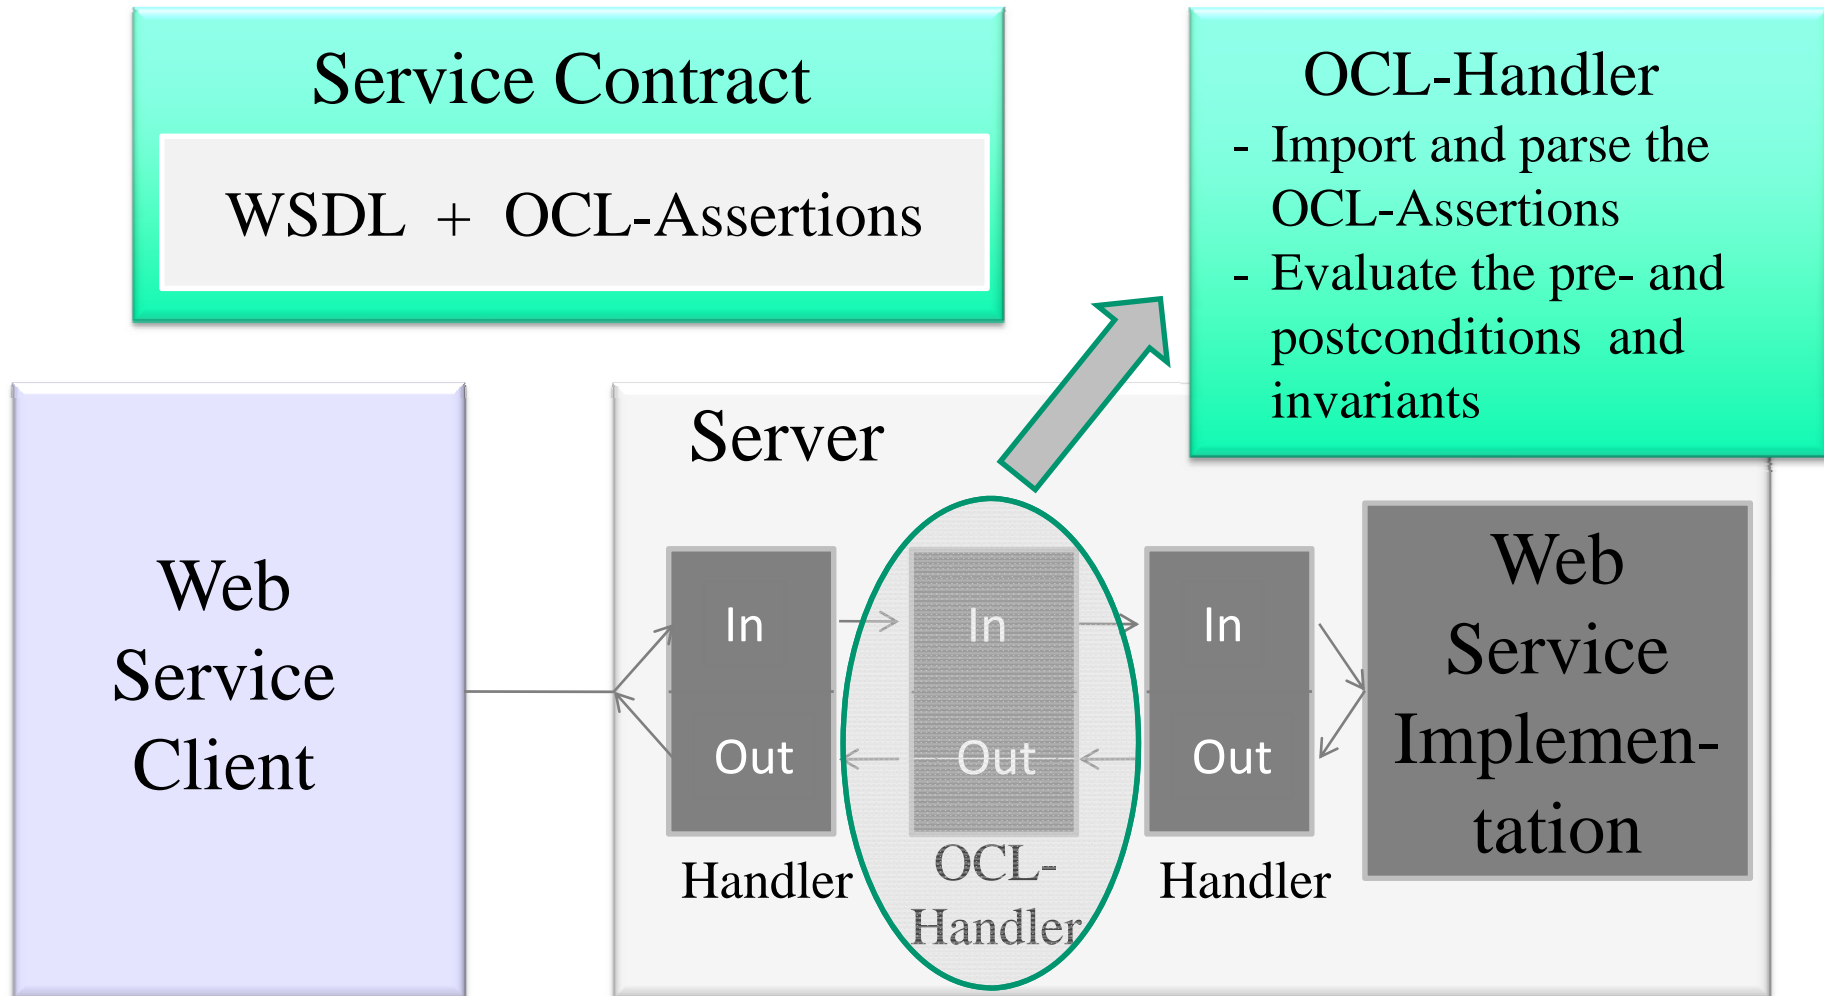 Service Contract
WSDL + OCL-Assertions
OCL-Handler
- Import and parse the
OCL-Assertions
- Evaluate the pre- and
postconditions and
invariants
Web
Service
Client
Server
In
Out
Handler
In
Out
OCL-
Handler
In
Out
Handler
Web
Service
Implemen-
tation